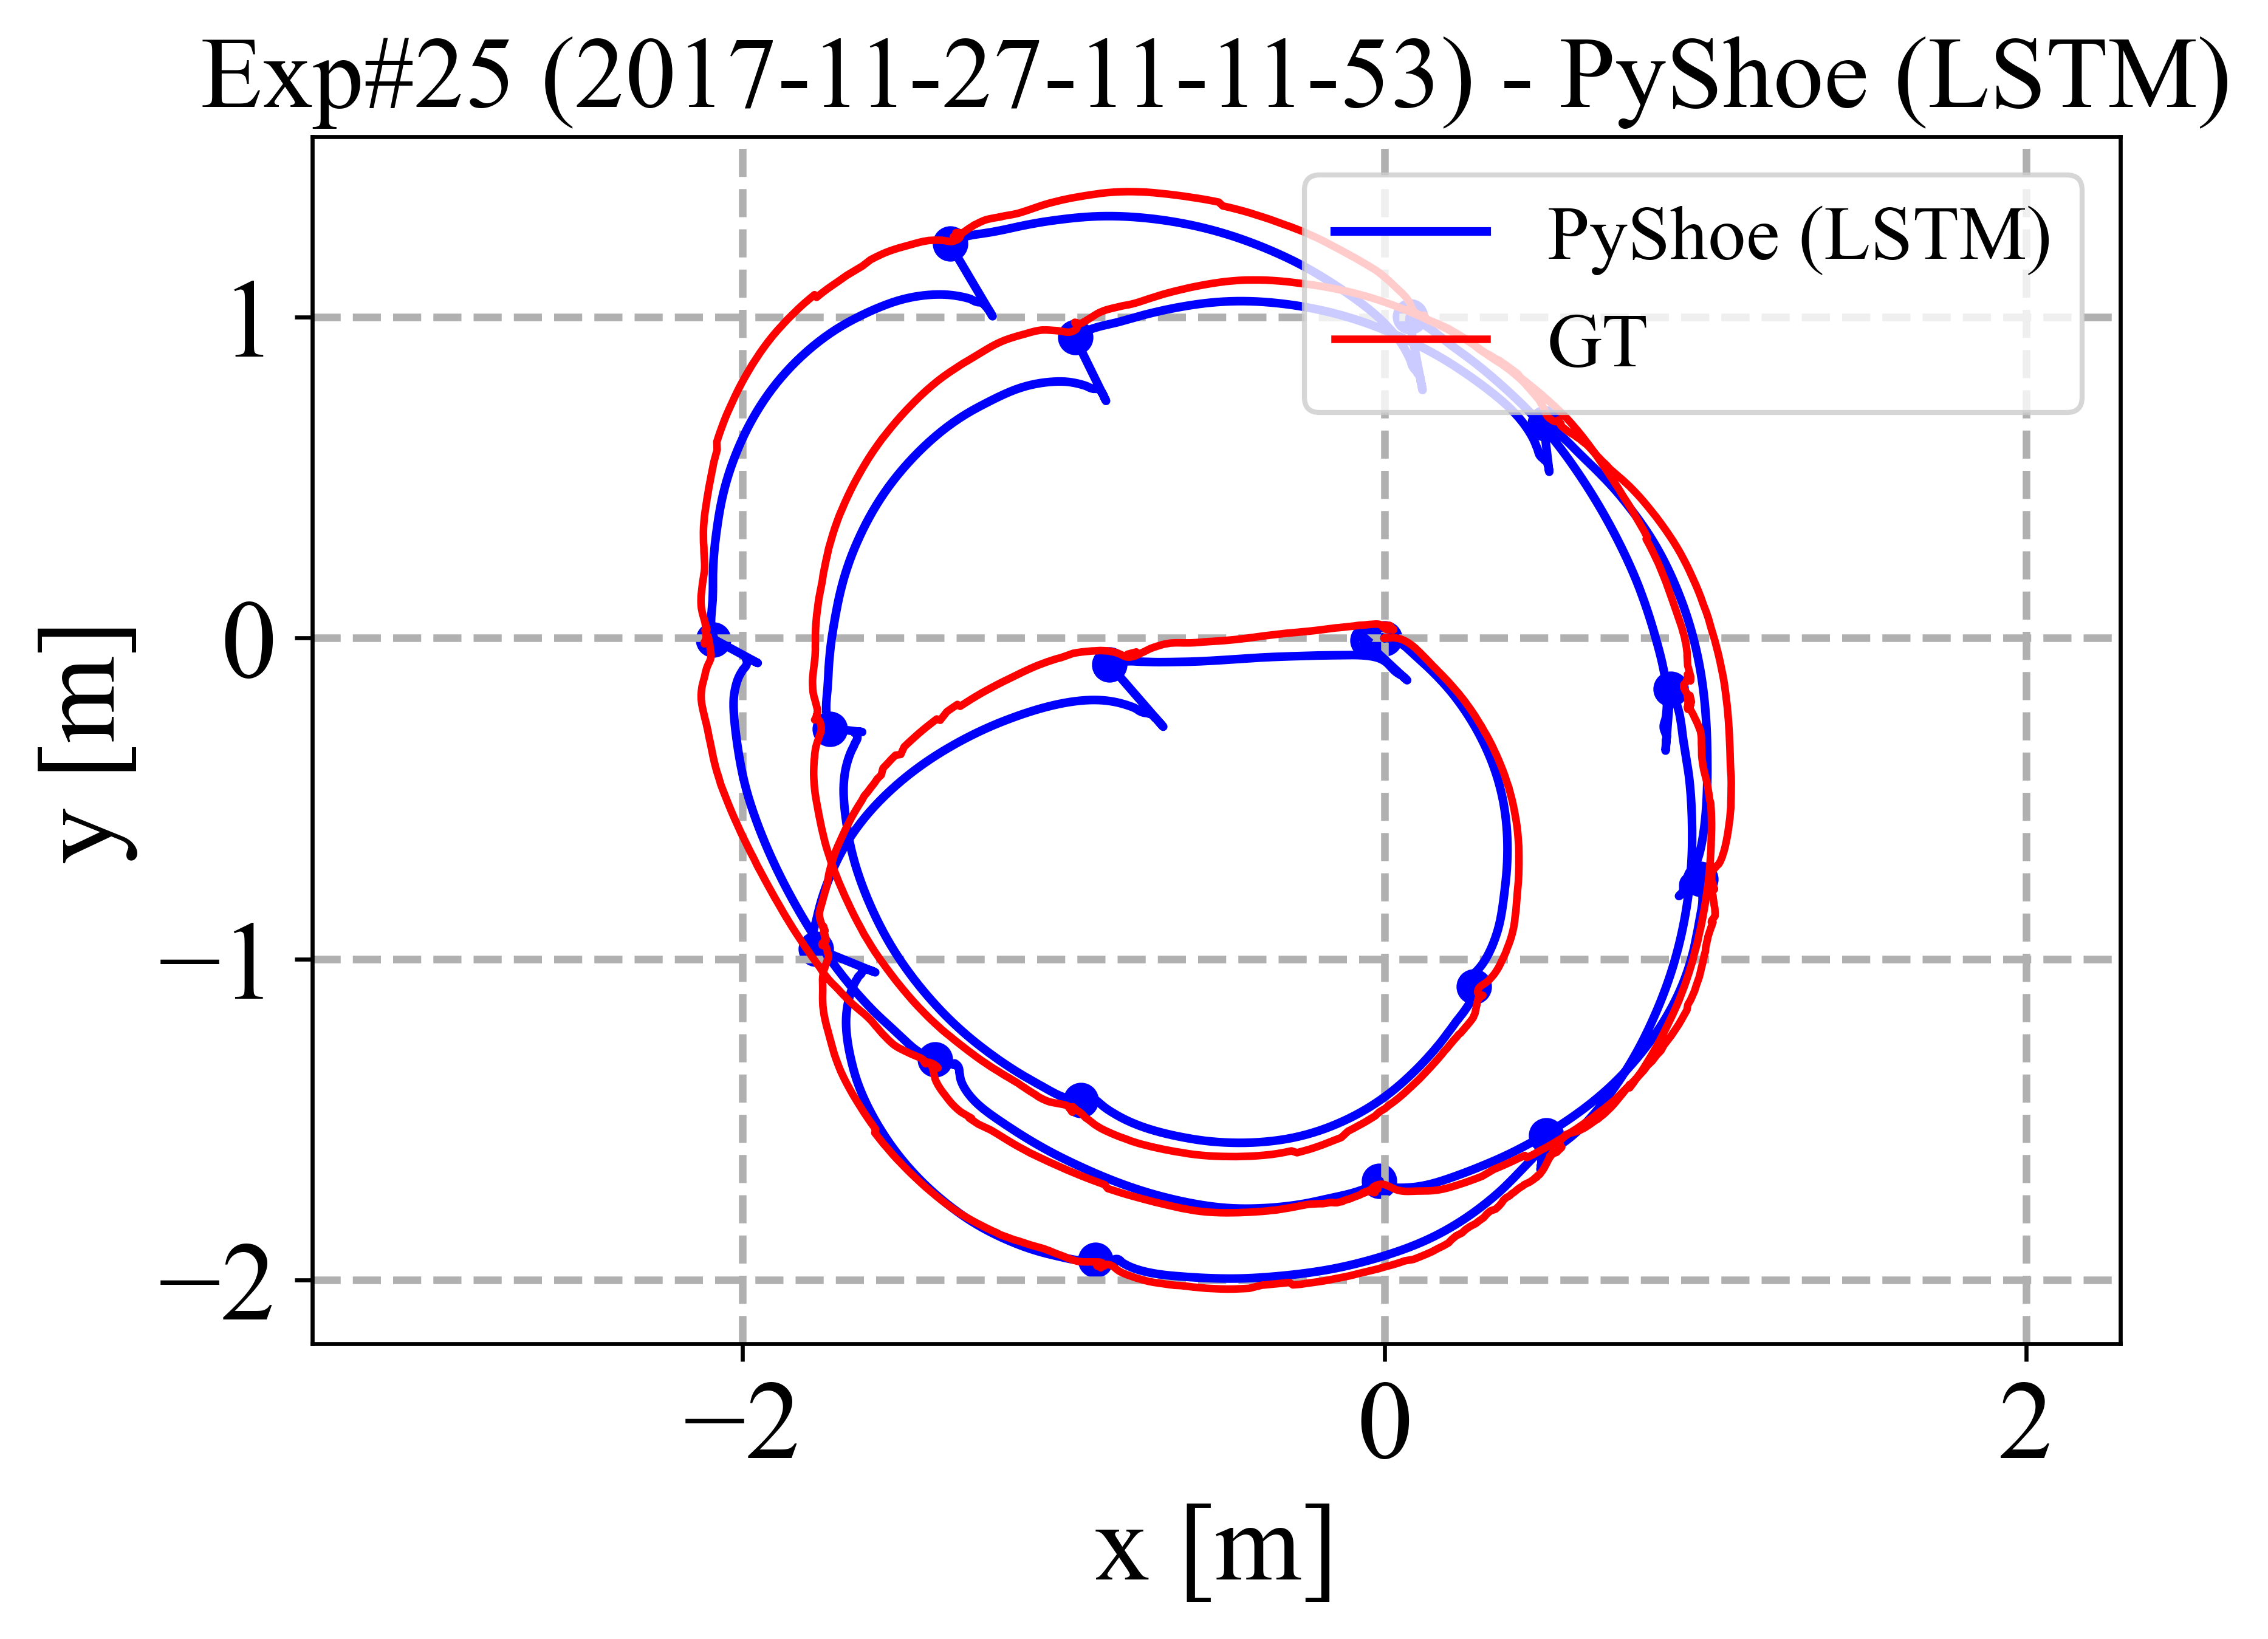 Exp#25 (2017-11-27-11-11-53) - PyShoe (LSTM)
PyShoe (LSTM)
GT
1
0
−1
−2
y [m]
−2 0 2
x [m]